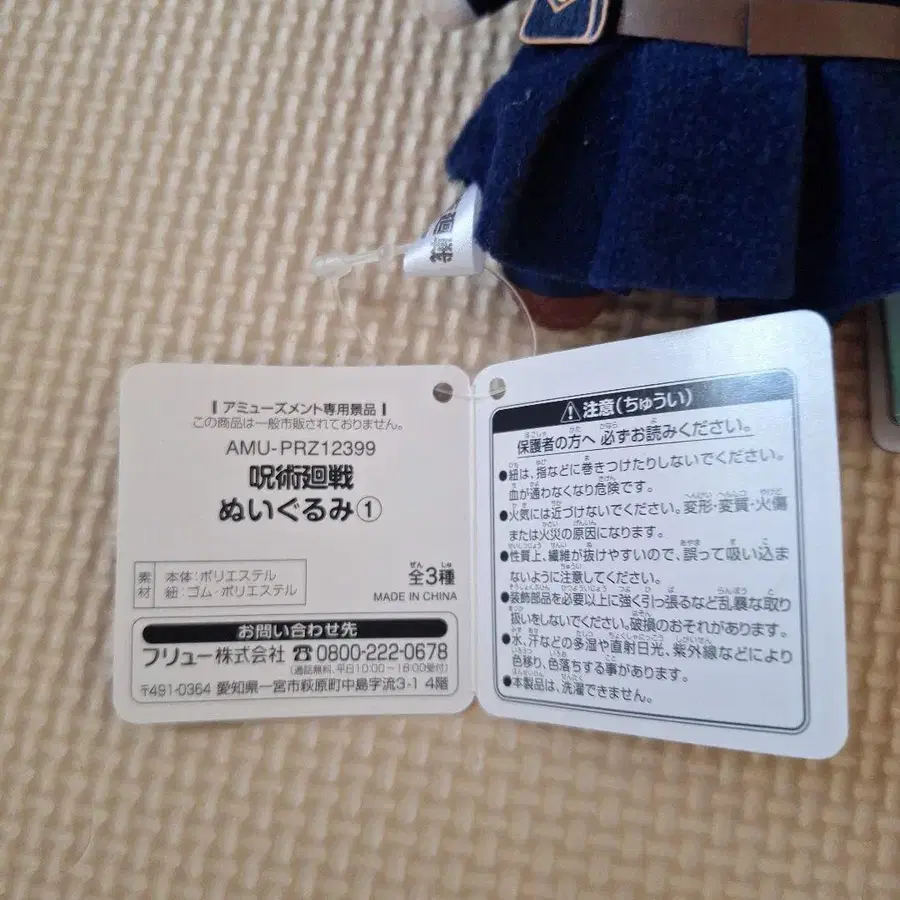 アミューズメント専用景品
この商品は一般市販されておりません。
AMU-PRZ12399
呪術廻戦
ぬいぐるみ①
素材
本体:ポリエステル
紐:ゴム・ポリエステル
全3種
MADE IN CHINA
お問い合わせ先
フリュー株式会社 ☎0800-222-0678
(通話無料、平日10:00~18:00受付)
〒491-0364 愛知県一宮市萩原町中島字流3-1 4階
⚠注意(ちゅうい)
保護者の方へ 必ずお読みください。
●紐は、指などに巻きつけたりしないでください。
血が通わなくなり危険です。
●火気には近づけないでください。変形・変質・火傷
または火災の原因になります。
●性質上、繊維が抜けやすいので、誤って吸い込ま
ないように注意してください。
●装飾部品を必要以上に強く引っ張るなど乱暴な取り
扱いをしないでください。破損のおそれがあります。
●水、汗などの多湿や直射日光、紫外線などにより
色移り、色落ちする事があります。
●本製品は、洗濯できません。